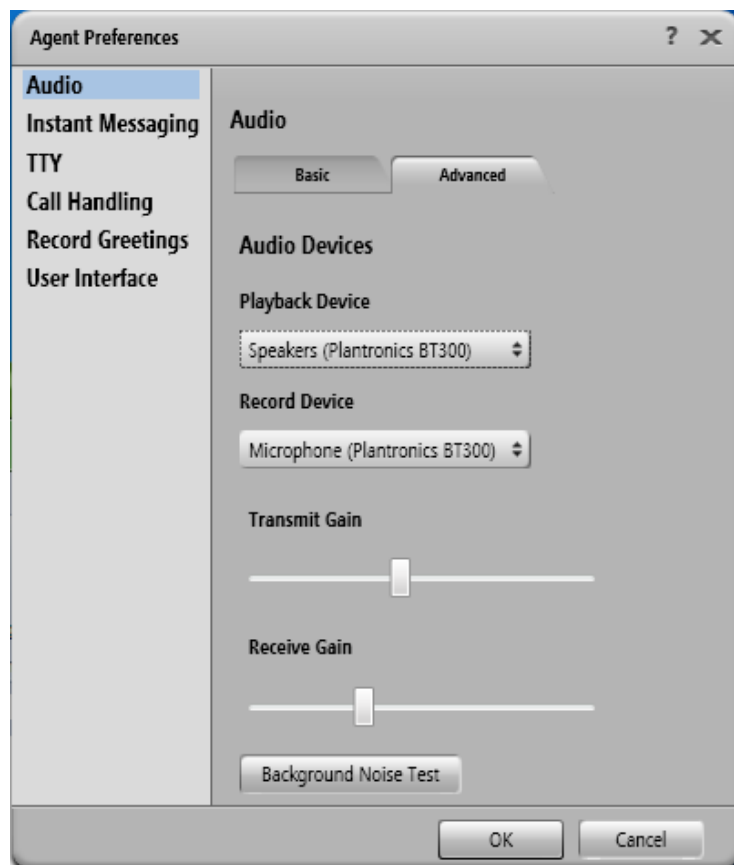 Agent Preferences ?
Audio
Instant Messaging
TTY
Call Handling
Record Greetings
User Interface
Audio
Basic Advanced
Audio Devices
Playback Device
Speakers (Plantronics BT300)
Record Device
Microphone (Plantronics BT300)
Transmit Gain
Receive Gain
Background Noise Test
OK Cancel